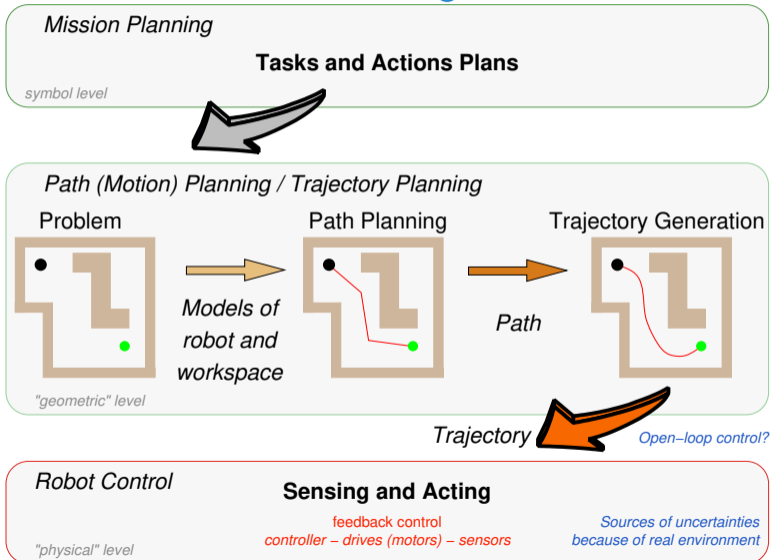 Mission Planning
Tasks and Actions Plans
symbol level
Path (Motion) Planning / Trajectory Planning
Problem
Path Planning
Trajectory Generation
Models of
robot and
workspace
Path
"geometric" level
Trajectory
Open−loop control?
Robot Control
Sensing and Acting
feedback control
controller − drives (motors) − sensors
Sources of uncertainties
because of real environment
"physical" level